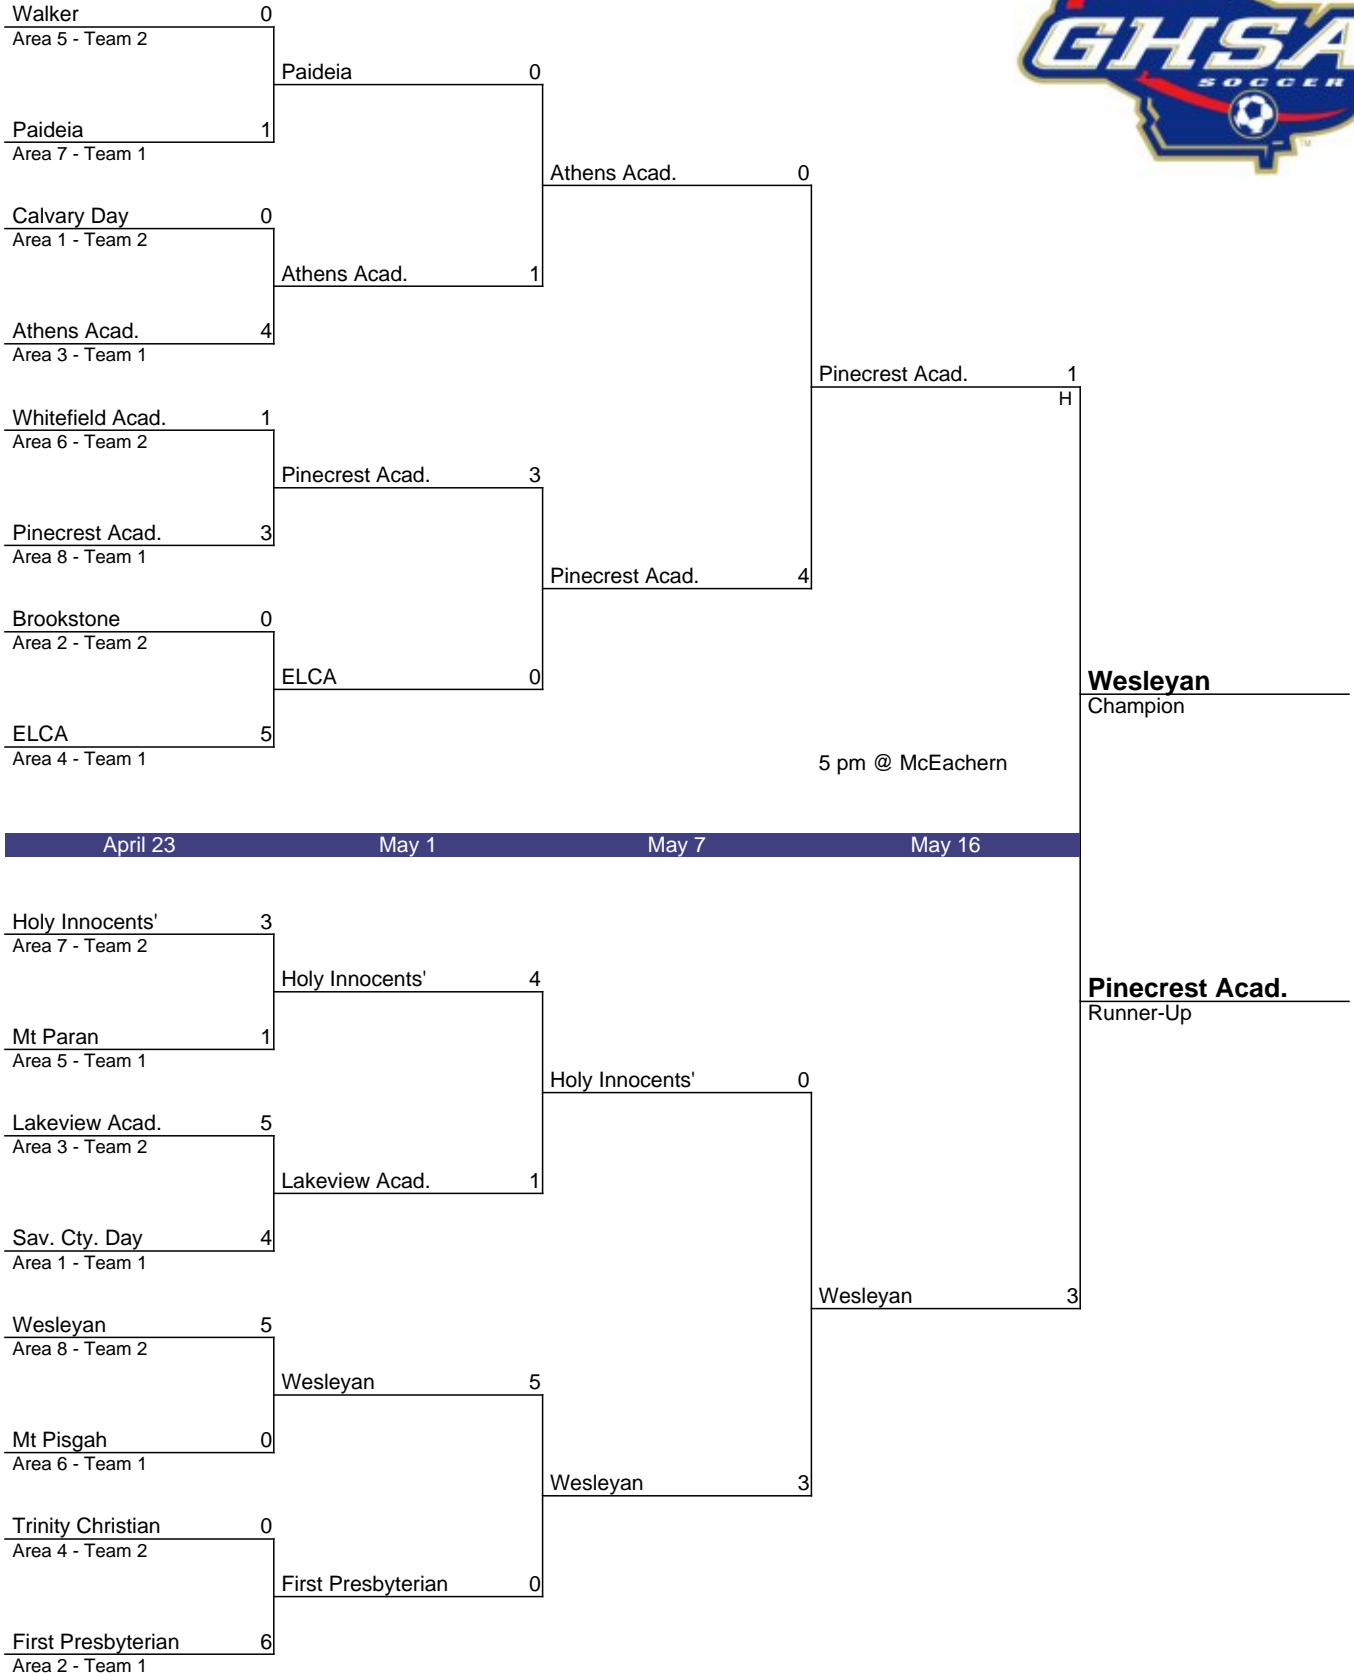 GHSA
SOCCER
TM
Walker 0
Area 5 - Team 2
Paideia 0
Paideia 1
Area 7 - Team 1
Athens Acad. 0
Calvary Day 0
Area 1 - Team 2
Athens Acad. 1
Athens Acad. 4
Area 3 - Team 1
Pinecrest Acad. 1
H
Whitefield Acad. 1
Area 6 - Team 2
Pinecrest Acad. 3
Pinecrest Acad. 3
Area 8 - Team 1
Pinecrest Acad. 4
Brookstone 0
Area 2 - Team 2
ELCA 0
Wesleyan
Champion
ELCA 5
Area 4 - Team 1
5 pm @ McEachern
April 23 May 1 May 7 May 16
Holy Innocents' 3
Area 7 - Team 2
Holy Innocents' 4
Pinecrest Acad.
Runner-Up
Mt Paran 1
Area 5 - Team 1
Holy Innocents' 0
Lakeview Acad. 5
Area 3 - Team 2
Lakeview Acad. 1
Sav. Cty. Day 4
Area 1 - Team 1
Wesleyan 3
Wesleyan 5
Area 8 - Team 2
Wesleyan 5
Mt Pisgah 0
Area 6 - Team 1
Wesleyan 3
Trinity Christian 0
Area 4 - Team 2
First Presbyterian 0
First Presbyterian 6
Area 2 - Team 1